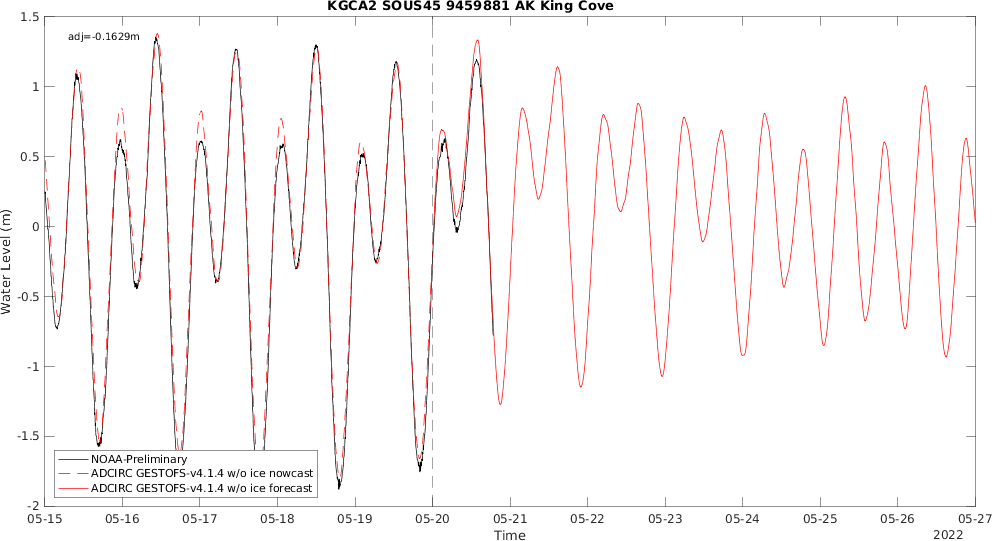 KGCA2 SOUS45 9459881 AK King Cove
adj=-0.1629m
1.5
1
0.5
0
-0.5
-1
-1.5
-2
Water Level (m)
NOAA-Preliminary
ADCIRC GESTOFS-v4.1.4 w/o ice nowcast
ADCIRC GESTOFS-v4.1.4 w/o ice forecast
05-15 05-16 05-17 05-18 05-19 05-20 05-21 05-22 05-23 05-24 05-25 05-26 05-27
Time
2022